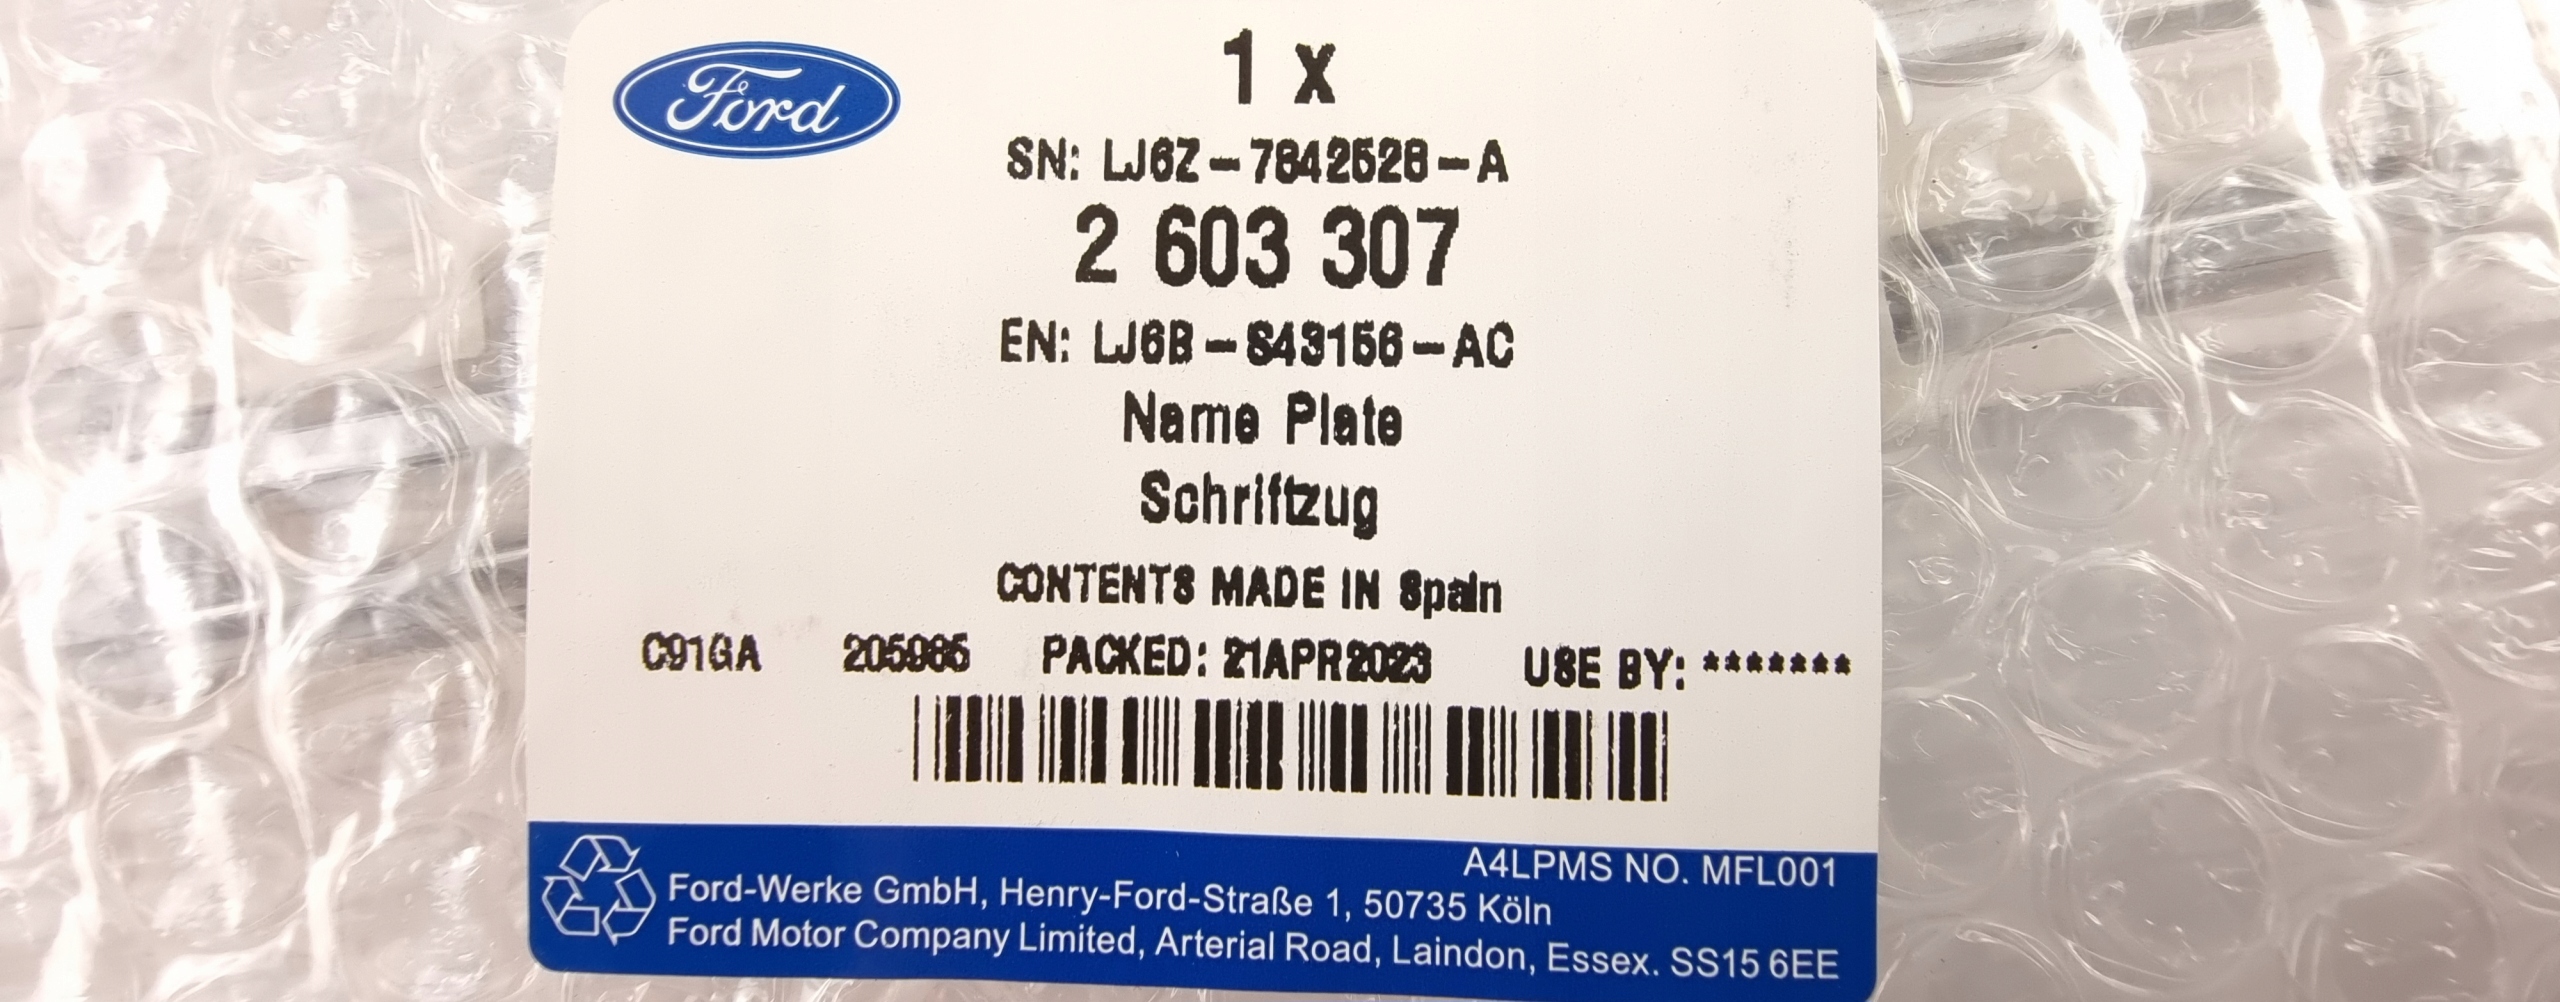 Ford
1 x
SN: LJ6Z-7842528-A
2 603 307
EN: LJ6B-S43156-AC
Name Plate
Schriftzug
CONTENTS MADE IN Spain
C91GA 205985 PACKED: 21APR2023 USE BY: *******
A4LPMS NO. MFL001
Ford-Werke GmbH, Henry-Ford-Straße 1, 50735 Köln
Ford Motor Company Limited, Arterial Road, Laindon, Essex. SS15 6EE